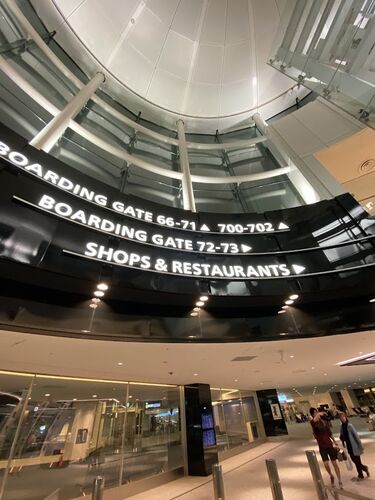 BOARDING GATE 66-71▲ 700-702▲
BOARDING GATE 72-73▶
SHOPS & RESTAURANTS▶